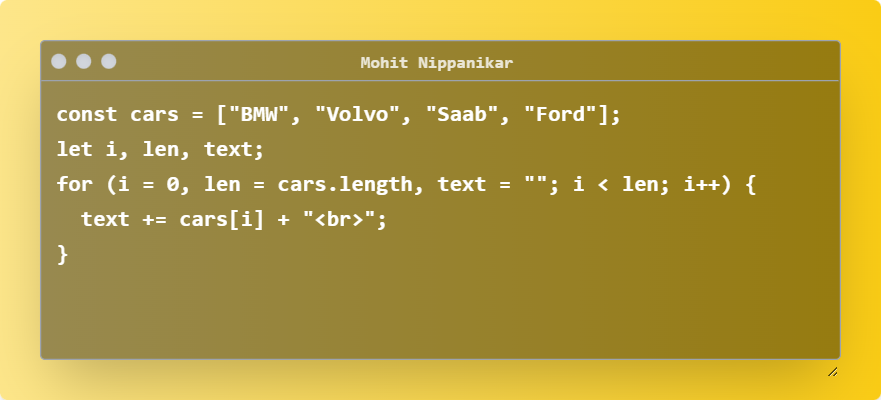 Mohit Nippanikar
const cars = ["BMW", "Volvo", "Saab", "Ford"];
let i, len, text;
for (i = 0, len = cars.length, text = ""; i < len; i++) {
  text += cars[i] + "<br>";
}